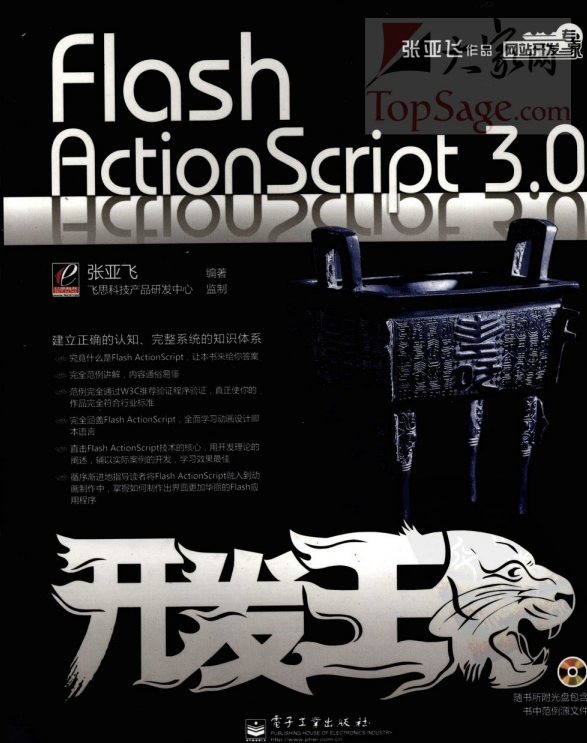 张亚飞 作品
网站开发
专家
大家网
TopSage.com
Flash
ActionScript 3.0
张亚飞 编著
飞思科技产品研发中心 监制
建立正确的认知、完整系统的知识体系
究竟什么是Flash ActionScript，让本书来给你答案
完全范例讲解，内容通俗易懂
范例完全通过W3C推荐验证程序验证，真正使你的
作品完全符合行业标准
完全涵盖Flash ActionScript，全面学习动画设计脚
本语言
直击Flash ActionScript技术的核心，用开发理论的
阐述，辅以实际案例的开发，学习效果最佳
循序渐进地指导读者将Flash ActionScript融入到动
画制作中，掌握如何制作出界面更加华丽的Flash应
用程序
开发王
随书所附光盘包含
书中范例源文件
电子工业出版社
PUBLISHING HOUSE OF ELECTRONICS INDUSTRY
http://www.phei.com.cn